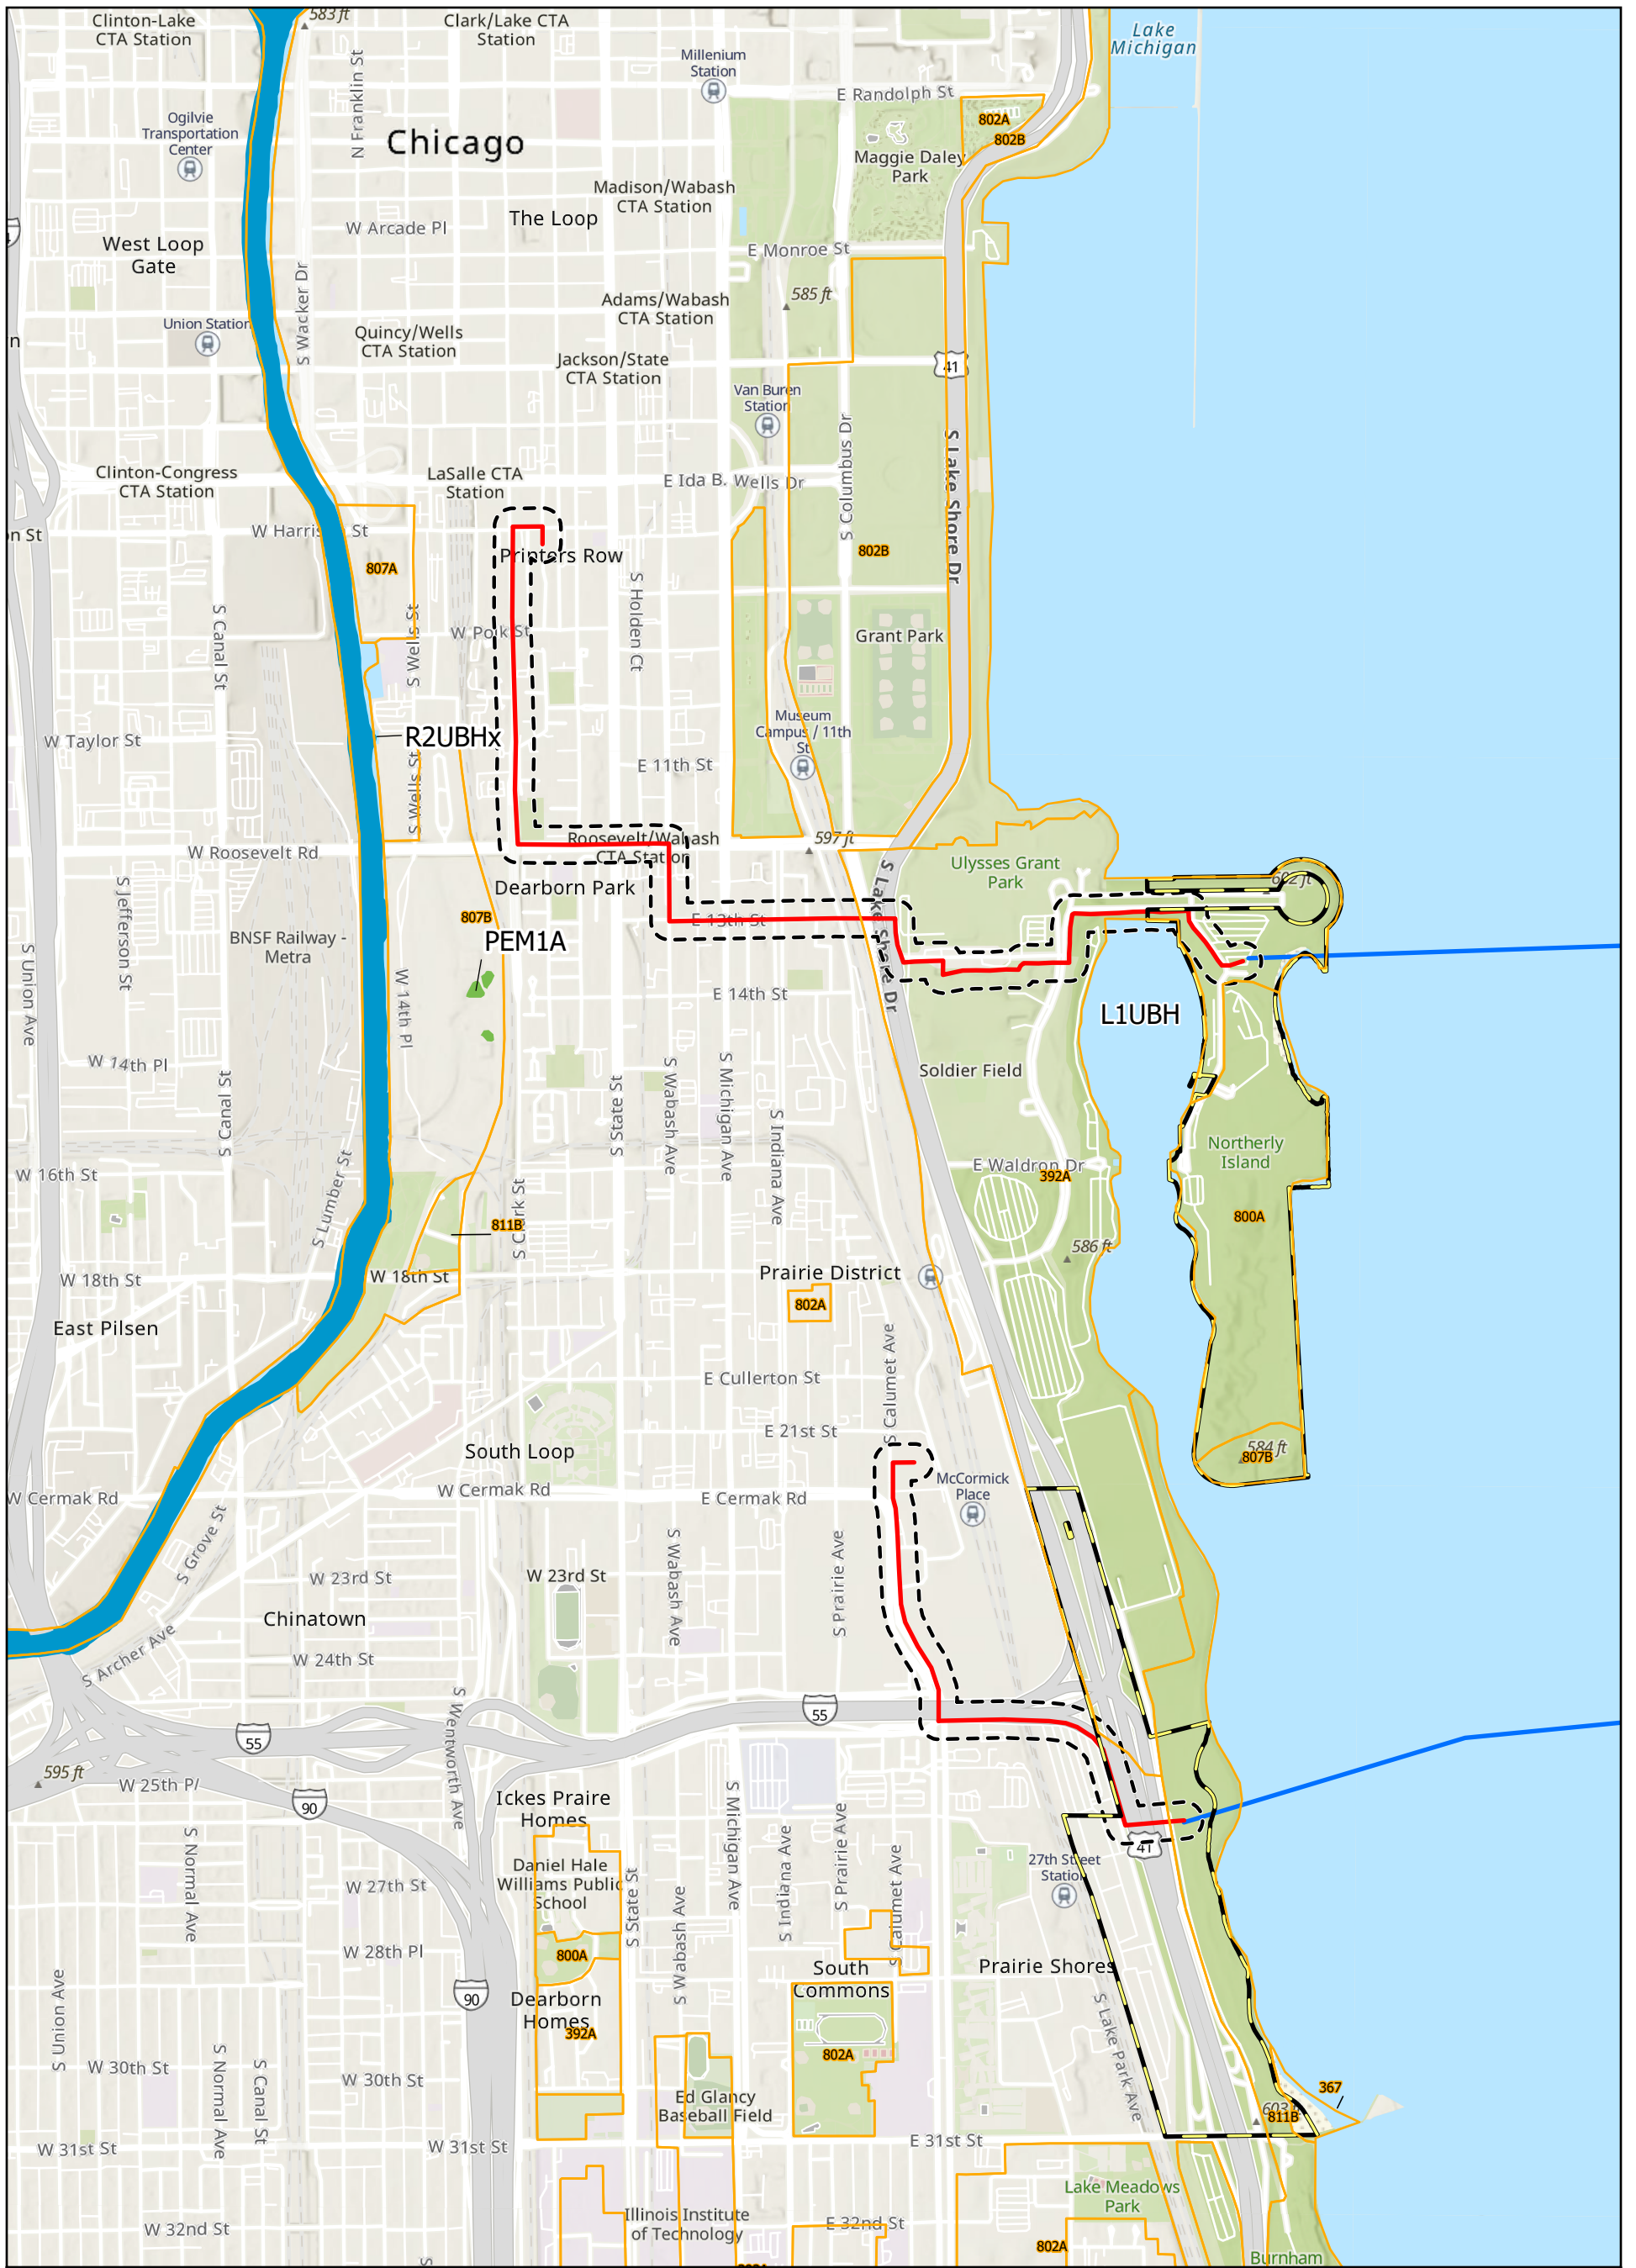 583 ft
Clinton-Lake
CTA Station
Clark/Lake CTA
Station
Lake
Michigan
Millenium
Station
N Franklin St
E Randolph St
Ogilvie
Transportation
Center
Chicago
802A
802B
Maggie Daley
Park
Madison/Wabash
CTA Station
The Loop
W Arcade Pl
West Loop
Gate
E Monroe St
S Wacker Dr
585 ft
Adams/Wabash
CTA Station
Union Station
Quincy/Wells
CTA Station
n
Jackson/State
CTA Station
41
Van Buren
Station
S Columbus Dr
S Lake Shore Dr
Clinton-Congress
CTA Station
LaSalle CTA
Station
E Ida B. Wells Dr
on St
W Harrison St
Printers Row
802B
807A
S Holden Ct
S Canal St
S Wells St
W Polk St
Grant Park
Museum
Campus / 11th
St
R2UBHx
W Taylor St
E 11th St
S Wells St
W Roosevelt Rd
Roosevelt/Wabash
CTA Station
597 ft
Ulysses Grant
Park
602 ft
S Jefferson St
Dearborn Park
S Lake Shore Dr
807B
E 13th St
S Union Ave
BNSF Railway -
Metra
PEM1A
W 14th Pl
E 14th St
L1UBH
W 14th Pl
Soldier Field
S Canal St
S State St
S Wabash Ave
S Michigan Ave
S Indiana Ave
Northerly
Island
W 16th St
S Lumber St
E Waldron Dr
392A
S Clark St
811B
800A
586 ft
W 18th St
W 18th St
Prairie District
802A
East Pilsen
S Calumet Ave
E Cullerton St
E 21st St
South Loop
584 ft
807B
McCormick
Place
W Cermak Rd
W Cermak Rd
E Cermak Rd
S Grove St
S Wabash Ave
S Prairie Ave
W 23rd St
W 23rd St
Chinatown
W 24th St
S Archer Ave
S Wentworth Ave
55
55
595 ft
W 25th Pl
90
Ickes Praire
Homes
S Michigan Ave
S Indiana Ave
S Prairie Ave
S Calumet Ave
41
S Normal Ave
27th Street
Station
Daniel Hale
Williams Public
School
W 27th St
S State St
S Wabash Ave
W 28th Pl
800A
South
Commons
Prairie Shores
S Union Ave
90
Dearborn
Homes
392A
S Lake Park Ave
W 30th St
S Normal Ave
S Canal St
W 30th St
802A
367
Ed Glancy
Baseball Field
603 ft
811B
W 31st St
W 31st St
E 31st St
Lake Meadows
Park
Illinois Institute
of Technology
W 32nd St
E 32nd St
802A
Burnham